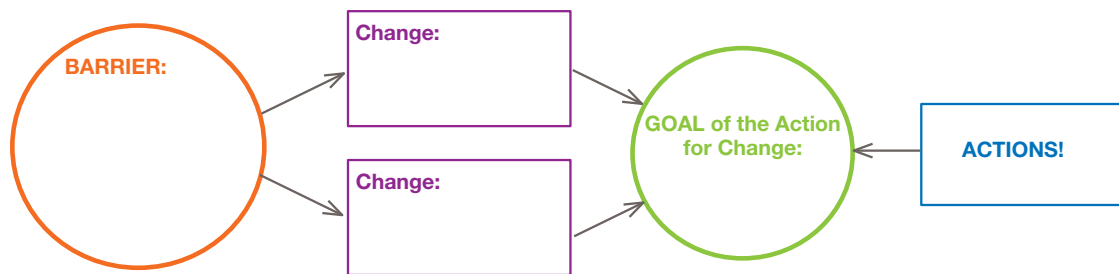 BARRIER:
Change:
Change:
GOAL of the Action
for Change:
ACTIONS!